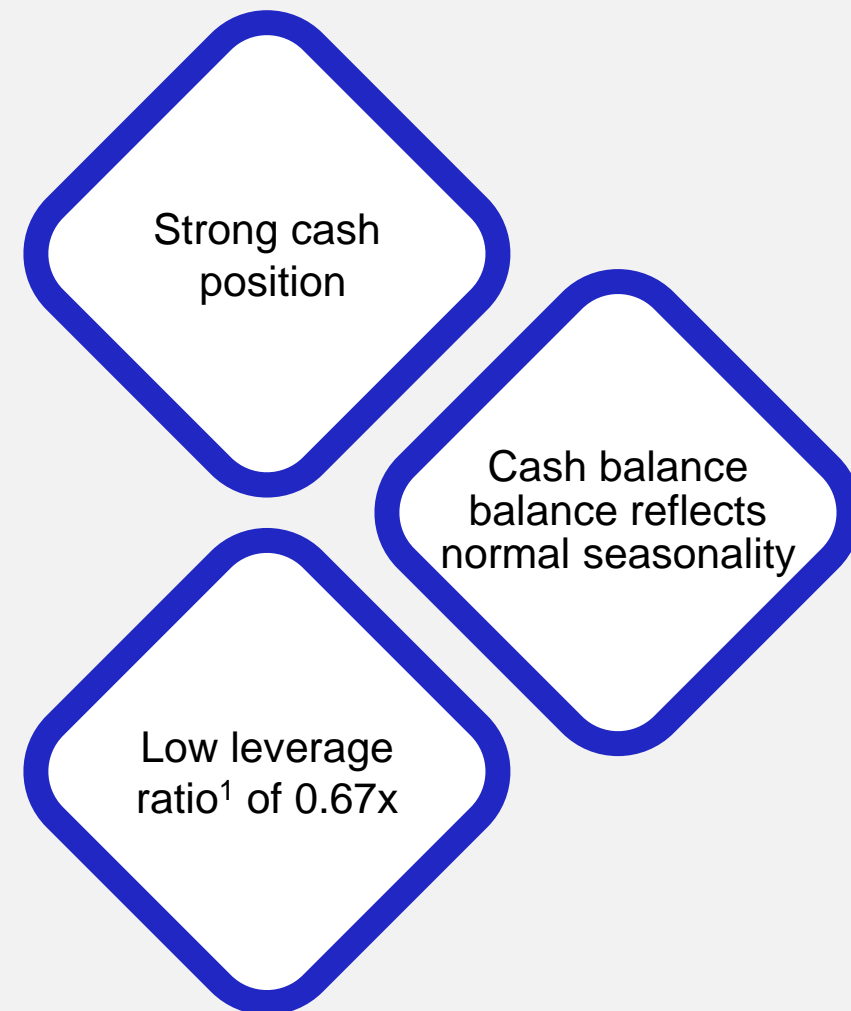 Strong cash
position
Cash balance
balance reflects
normal seasonality
Low leverage
ratio¹ of 0.67x